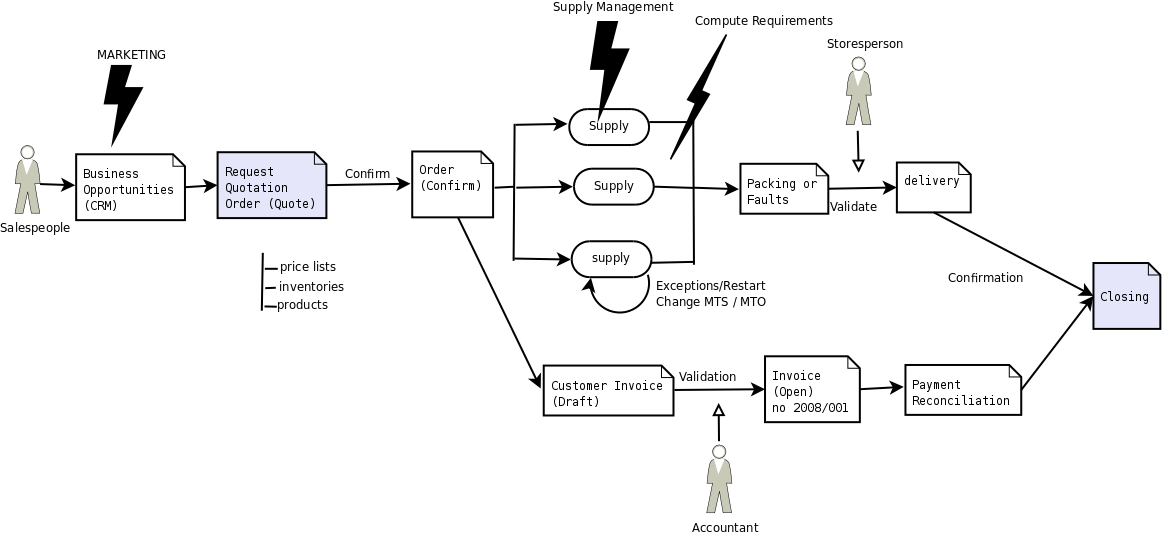 Supply Management
Compute Requirements
Storesperson
MARKETING
Salespeople
Business
Opportunities
(CRM)
Request
Quotation
Order (Quote)
price lists
inventories
products
Confirm
Order
(Confirm)
Supply
Supply
supply
Exceptions/Restart
Change MTS / MTO
Packing or
Faults
Validate
delivery
Confirmation
Closing
Customer Invoice
(Draft)
Validation
Invoice
(Open)
no 2008/001
Payment
Reconciliation
Accountant